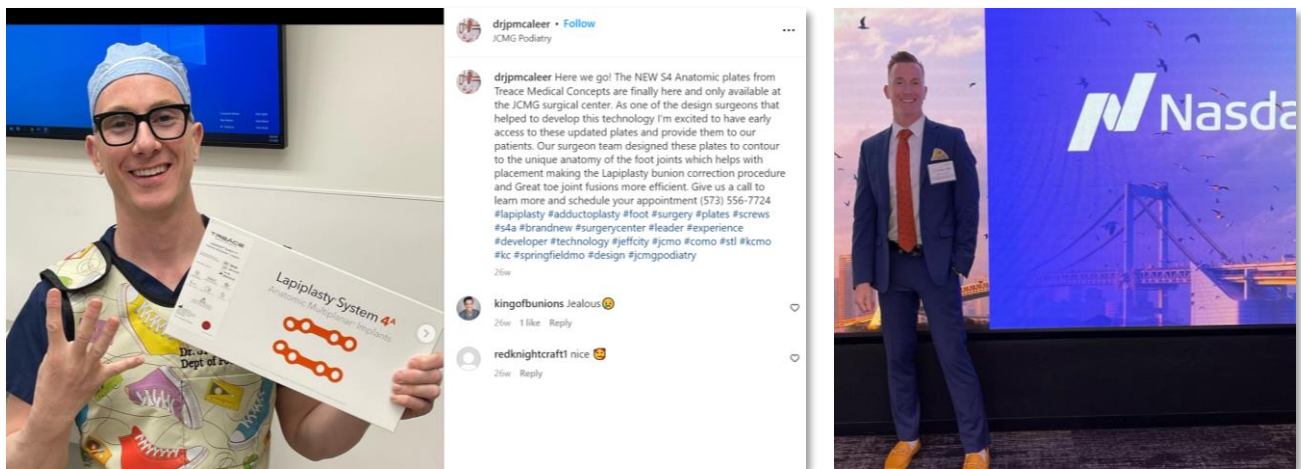 drjpmcaleer • Follow
JCMG Podiatry
drjpmcaleer Here we go! The NEW S4 Anatomic plates from
Treace Medical Concepts are finally here and only available at
the JCMG surgical center. As one of the design surgeons that
helped to develop this technology I'm excited to have early
access to these updated plates and provide them to our
patients. Our surgeon team designed these plates to contour
to the unique anatomy of the foot joints which helps with
placement making the Lapiplasty bunion correction procedure
and Great toe joint fusions more efficient. Give us a call to
learn more and schedule your appointment (573) 556-7724
#lapiplasty #adductoplasty #foot #surgery #plates #screws
#s4a #brandnew #surgerycenter #leader #experience
#developer #technology #jeffcity #jcmo #como #stl #kcmo
#kc #springfieldmo #design #jcmgpodiatry
26w
kingofbunions Jealous😣
26w 1 like Reply
redknightcraft1 nice 🥰
26w Reply
TREACE
Lapiplasty System 4A
Anatomic Multiplanar Implants
Dr.
Dept of
Nasda